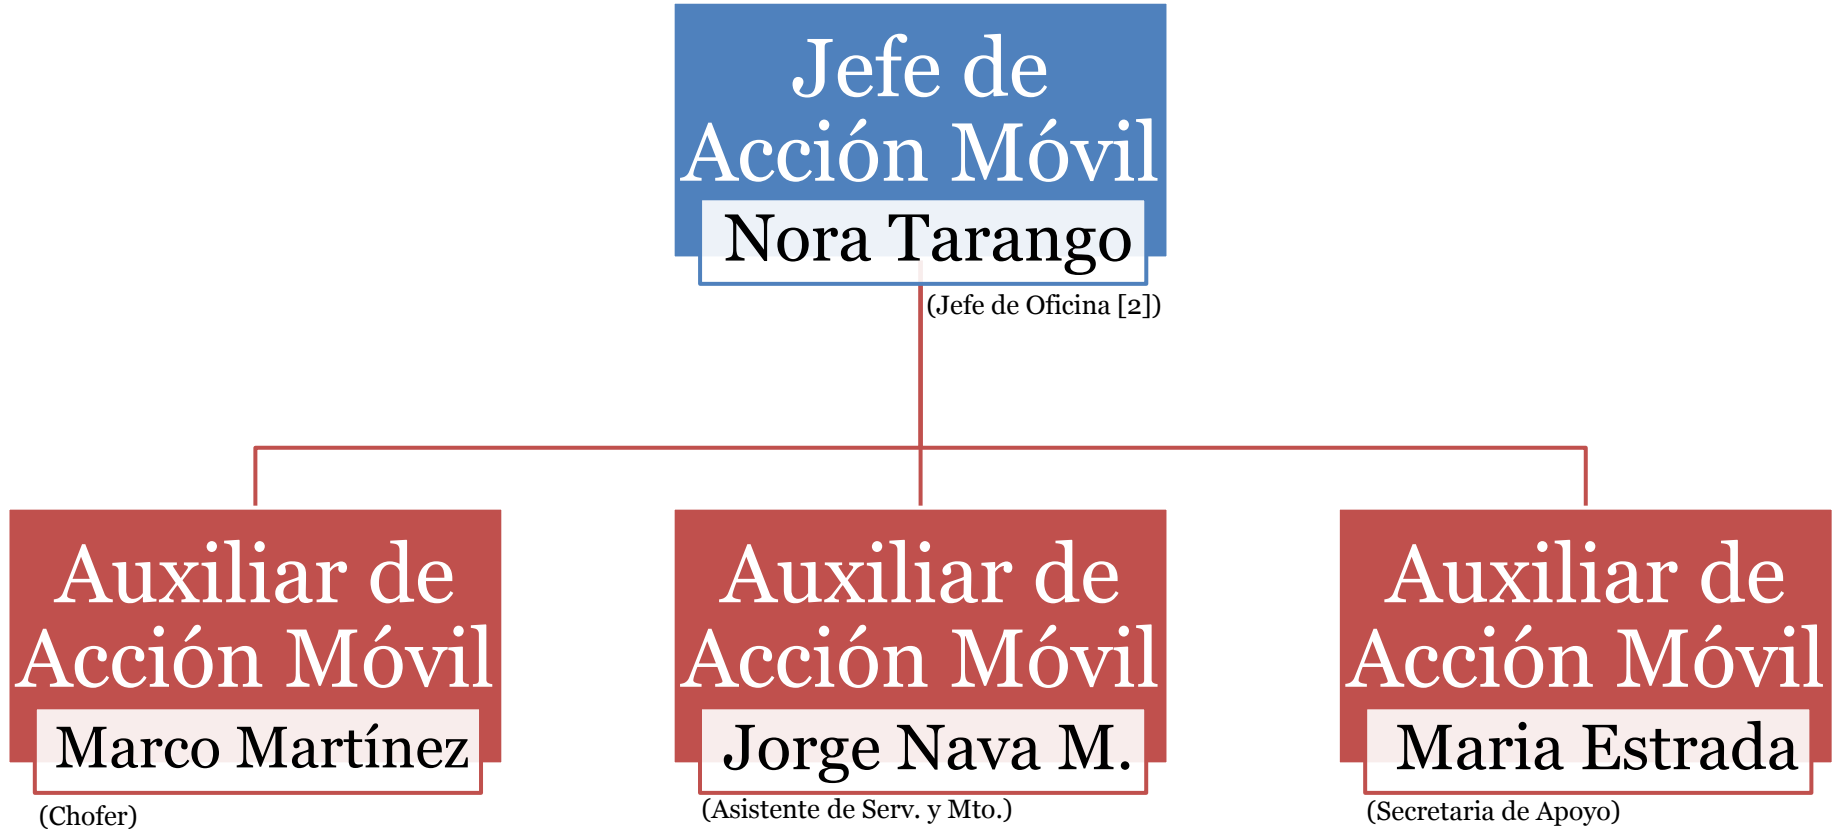 Jefe de
Acción Móvil
Nora Tarango
(Jefe de Oficina [2])
Auxiliar de
Acción Móvil
Marco Martínez
(Chofer)
Auxiliar de
Acción Móvil
Jorge Nava M.
(Asistente de Serv. y Mto.)
Auxiliar de
Acción Móvil
Maria Estrada
(Secretaria de Apoyo)